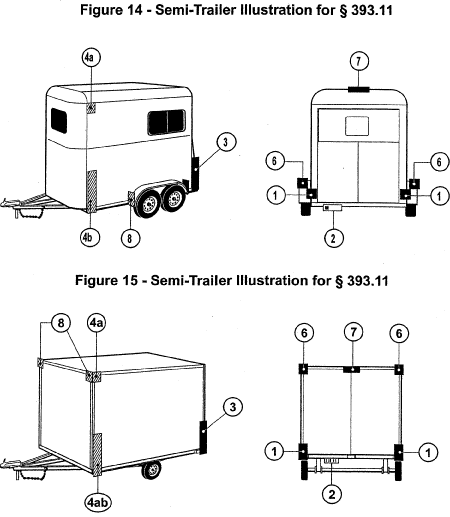 Figure 14 - Semi-Trailer Illustration for § 393.11
4a
7
3
6
6
1
1
4b
8
2
Figure 15 - Semi-Trailer Illustration for § 393.11
8
4a
6
7
6
3
1
1
4ab
2